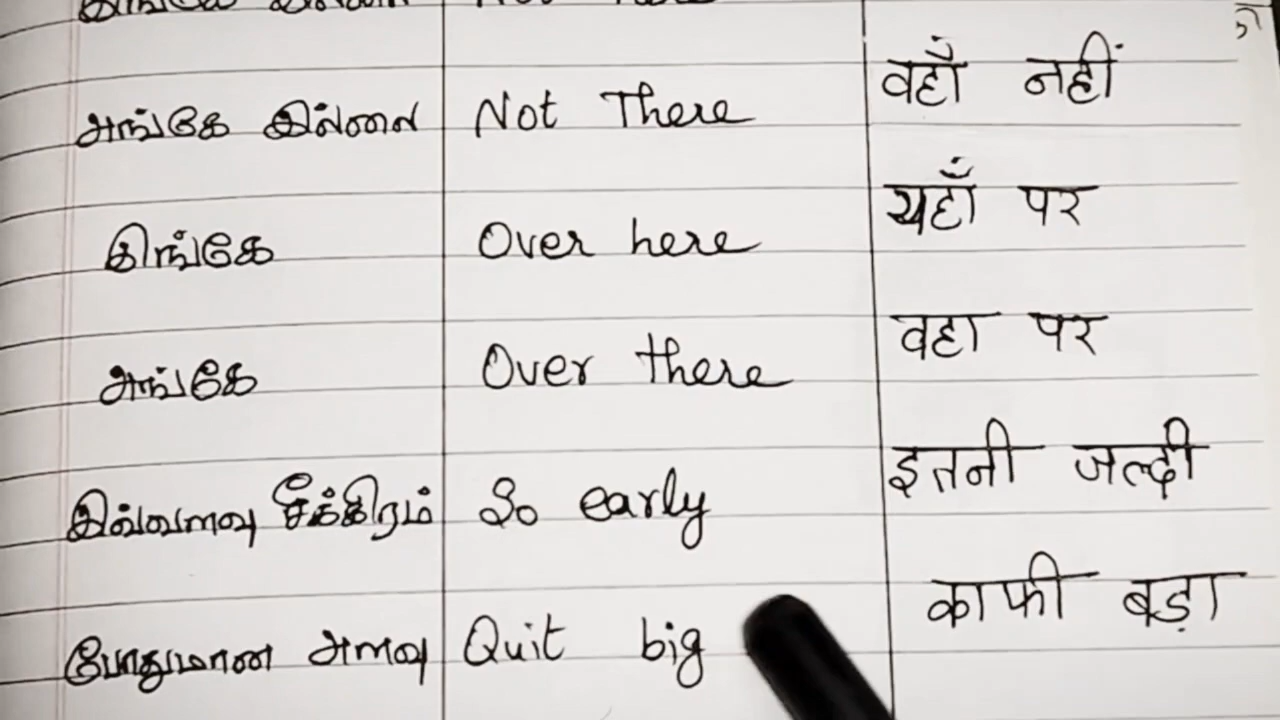 அங்கே இல்லை Not There वहाँ नहीं
இங்கே Over here यहाँ पर
அங்கே Over there वहा पर
இவ்வளவு சீக்கிரம் So early इतनी जल्दी
போதுமான அளவு Quit big काफी बड़ा